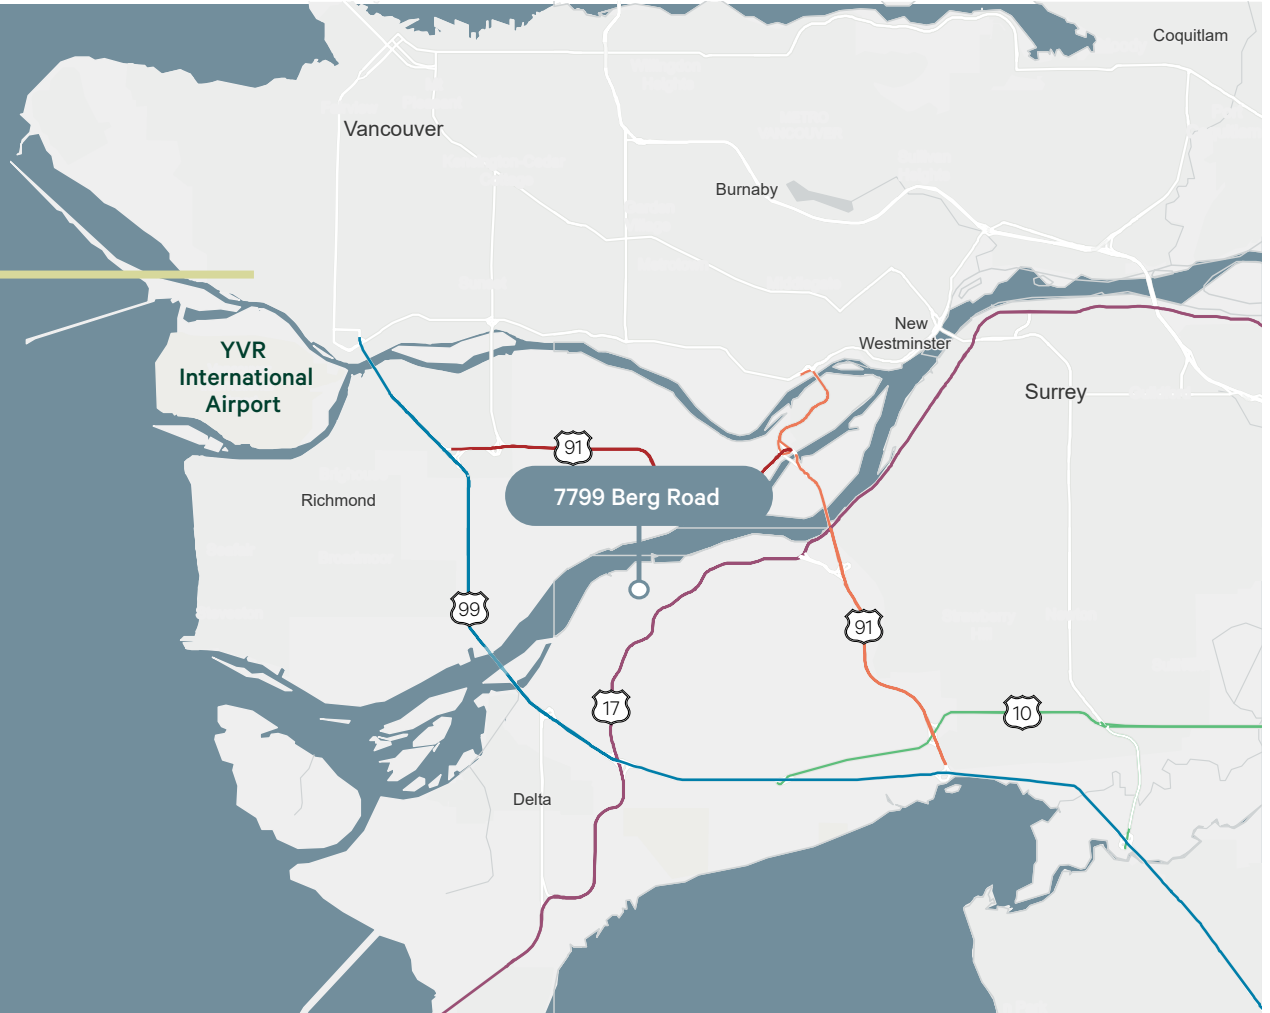 Coquitlam
Vancouver
Burnaby
New
Westminster
YVR
International
Airport
Surrey
91
7799 Berg Road
Richmond
99
91
17
10
Delta